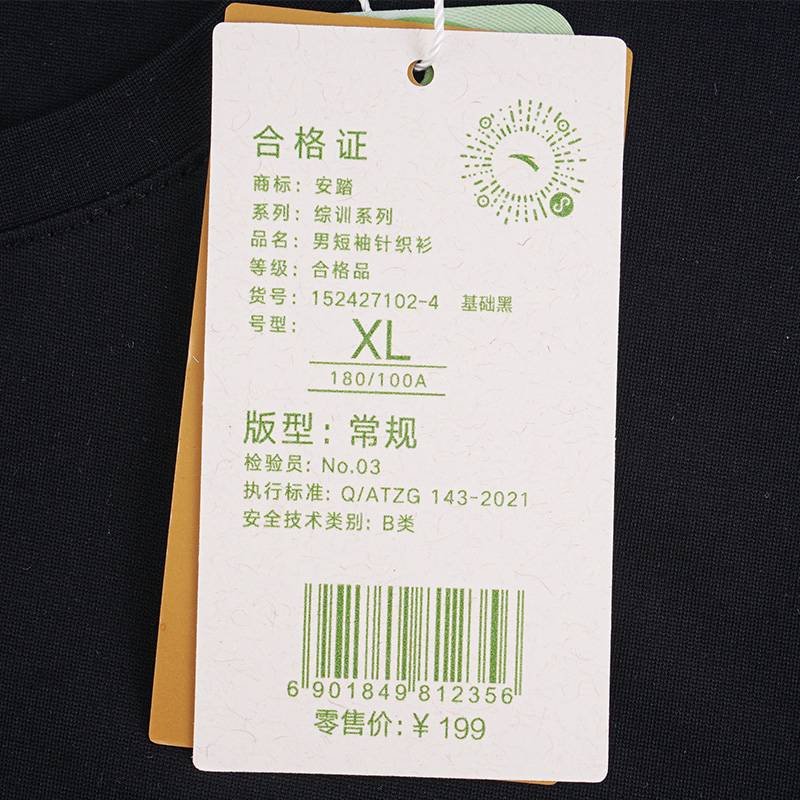 合格证
商标：安踏
系列：综训系列
品名：男短袖针织衫
等级：合格品
货号：152427102-4 基础黑
号型：
XL
180/100A
版型：常规
检验员：No.03
执行标准：Q/ATZG 143-2021
安全技术类别：B类
6 901849 812356
零售价：¥199